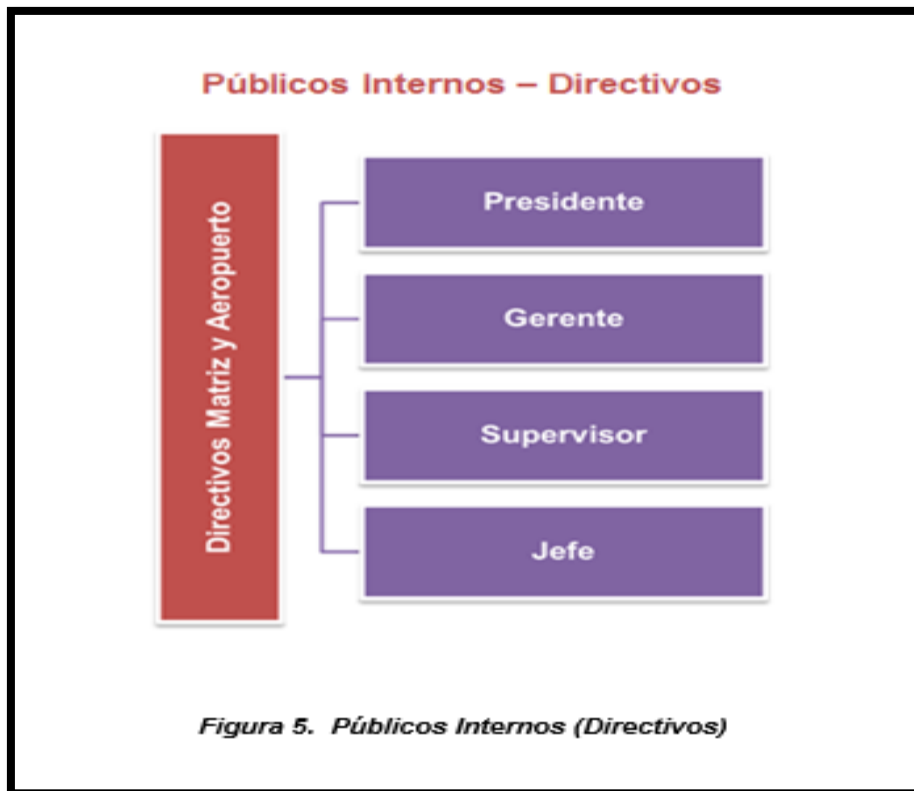 Públicos Internos – Directivos
Directivos Matriz y Aeropuerto
Presidente
Gerente
Supervisor
Jefe
Figura 5. Públicos Internos (Directivos)